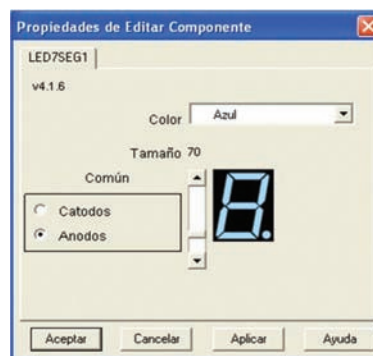 Propiedades de Editar Componente
LED7SEG1
v4.1.6
Color Azul
Tamaño 70
Común
Catodos
Anodos
Aceptar Cancelar Aplicar Ayuda